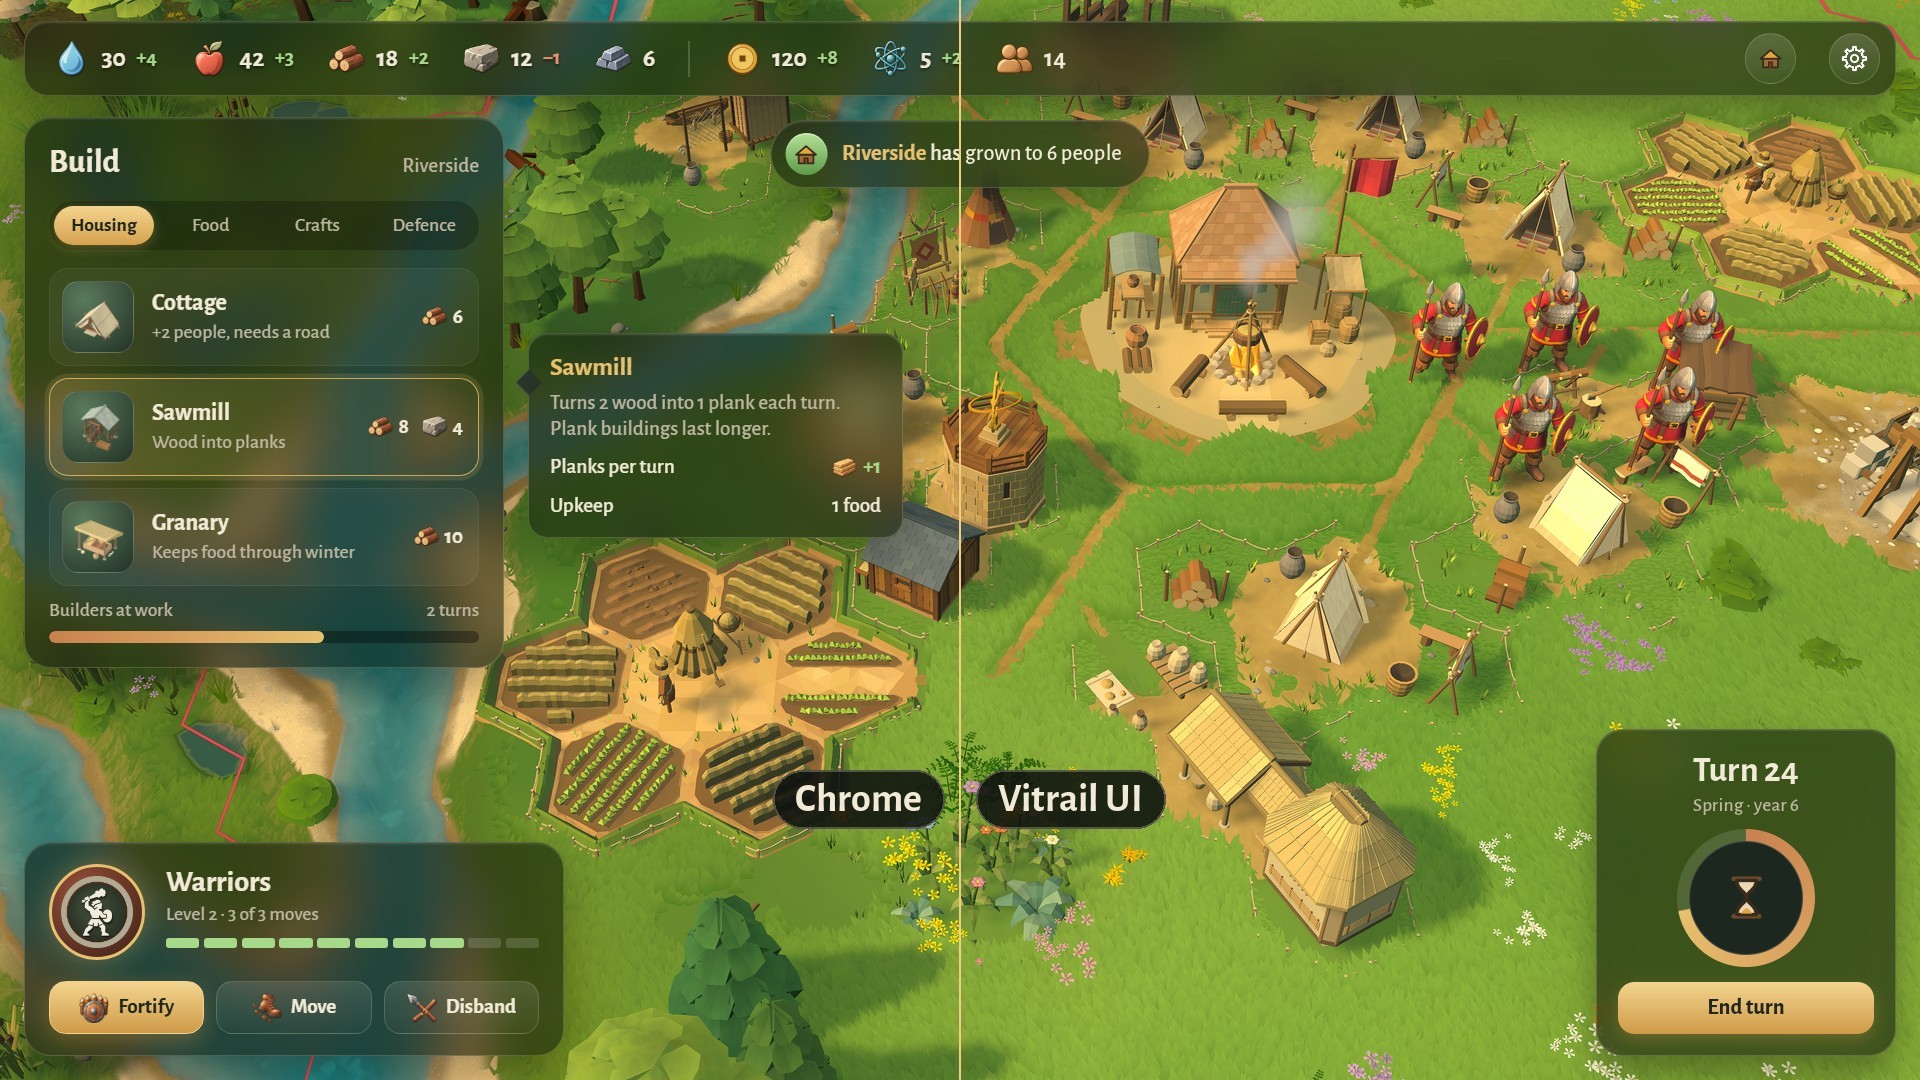 30 +4 42 +3 18 +2 12 −1 6 120 +8 5 +2 14
Build Riverside
Riverside has grown to 6 people
Housing Food Crafts Defence
Cottage
+2 people, needs a road
6
Sawmill
Wood into planks
8 4
Granary
Keeps food through winter
10
Builders at work 2 turns
Sawmill
Turns 2 wood into 1 plank each turn.
Plank buildings last longer.
Planks per turn +1
Upkeep 1 food
Chrome Vitrail UI
Warriors
Level 2 · 3 of 3 moves
Fortify Move Disband
Turn 24
Spring · year 6
End turn